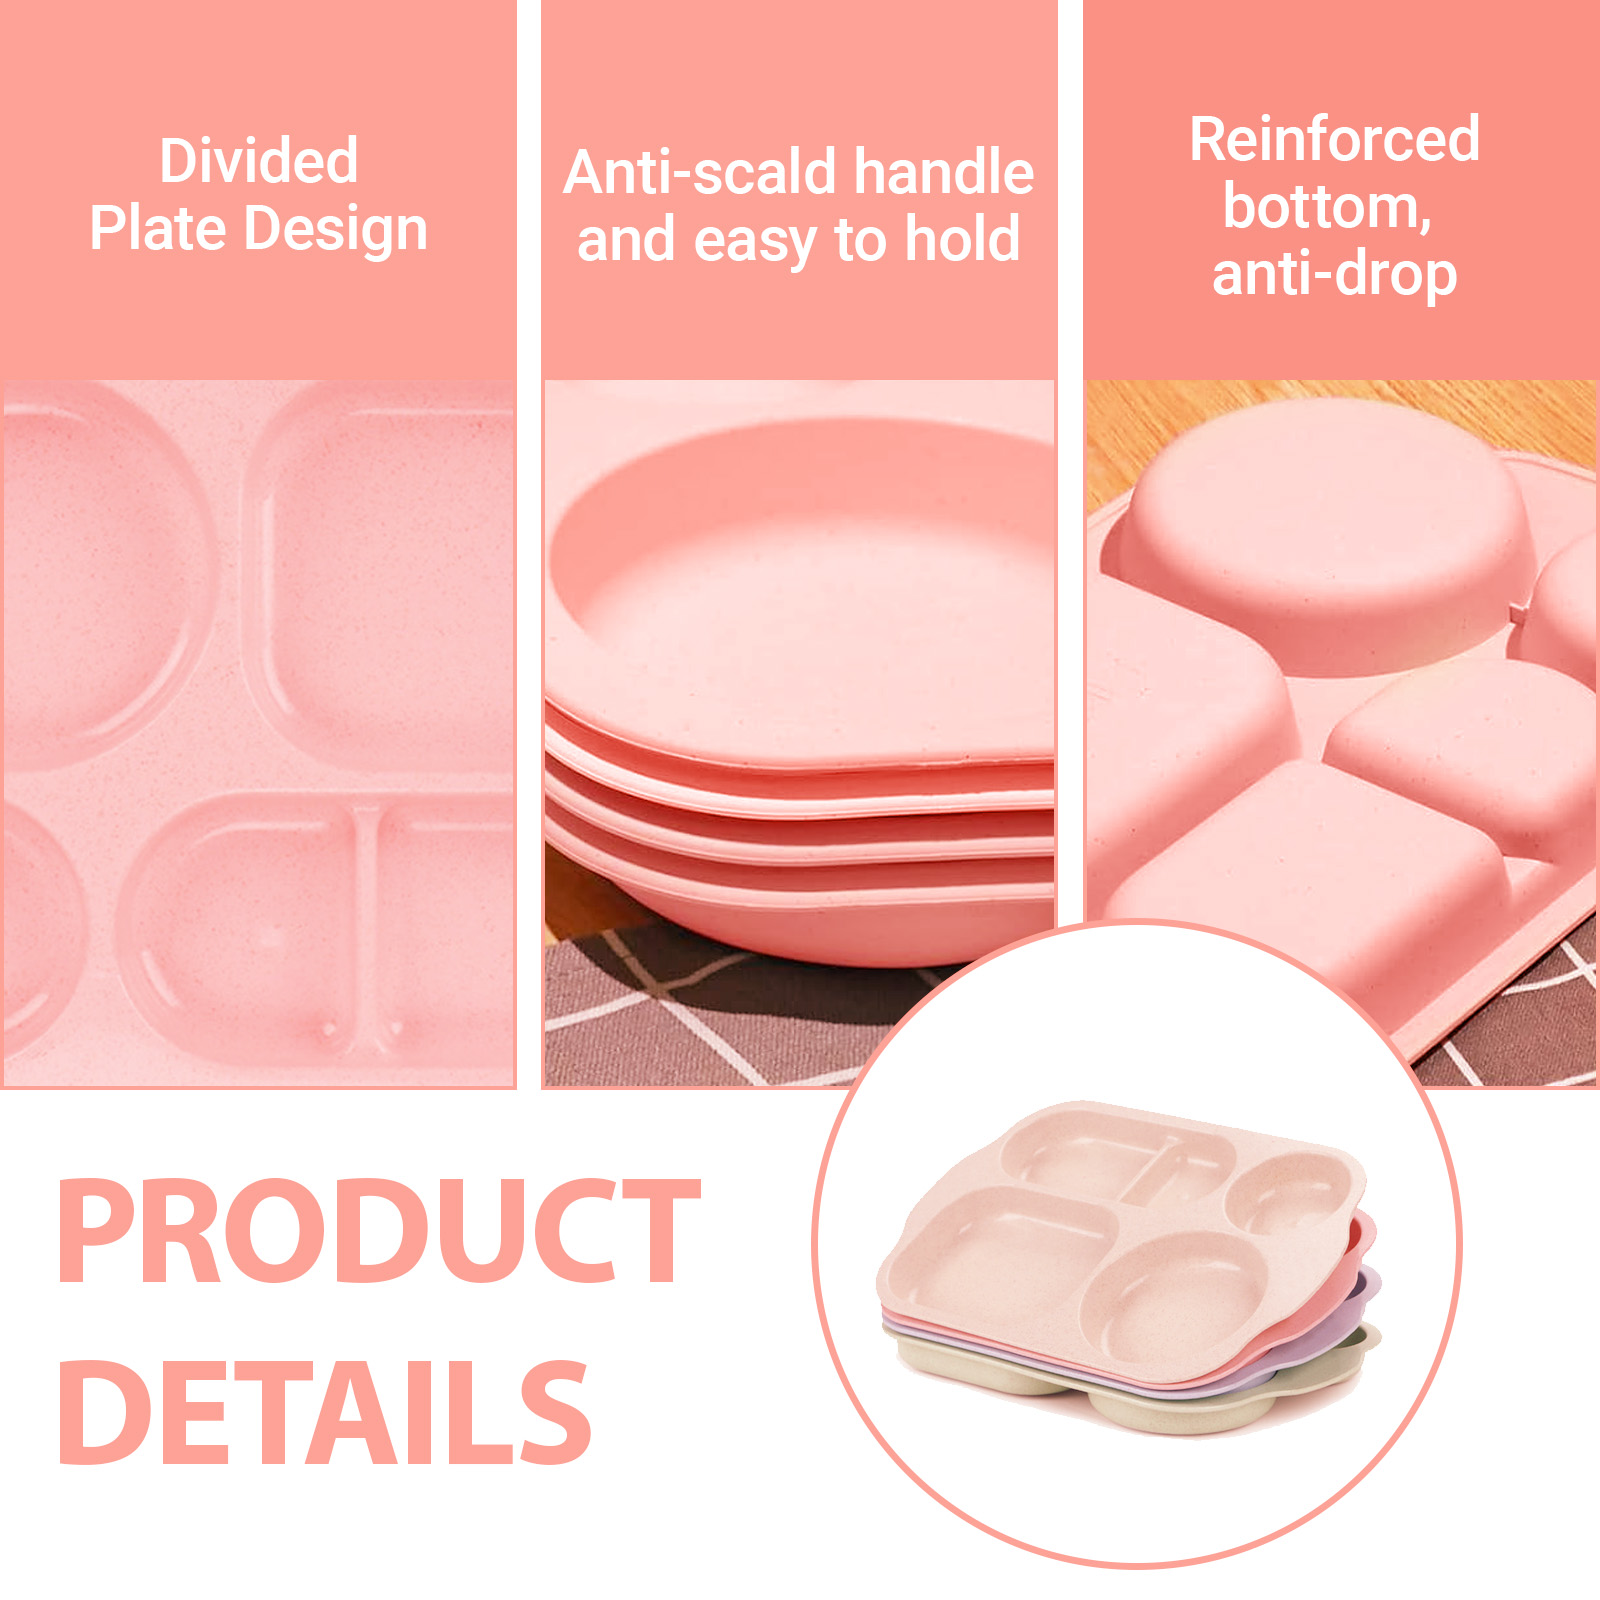 Divided
Plate Design
Anti-scald handle
and easy to hold
Reinforced
bottom,
anti-drop
PRODUCT
DETAILS